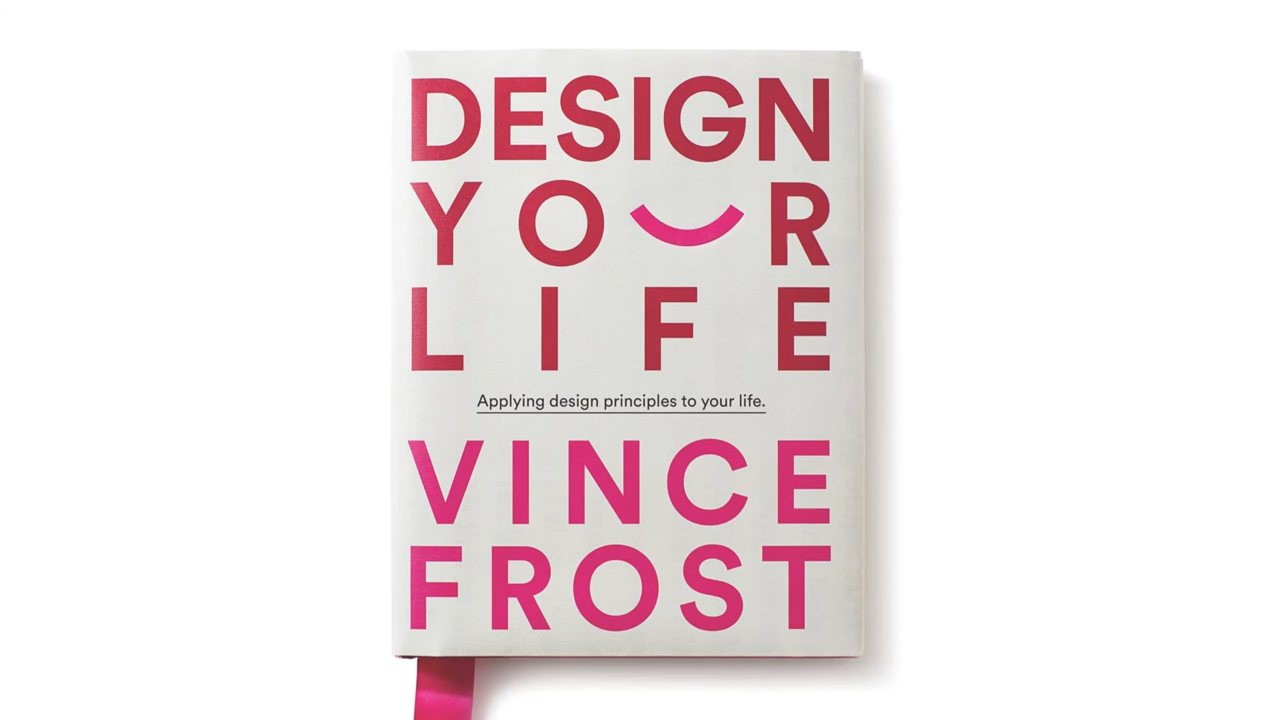 DESIGN
YOUR
LIFE
Applying design principles to your life.
VINCE
FROST